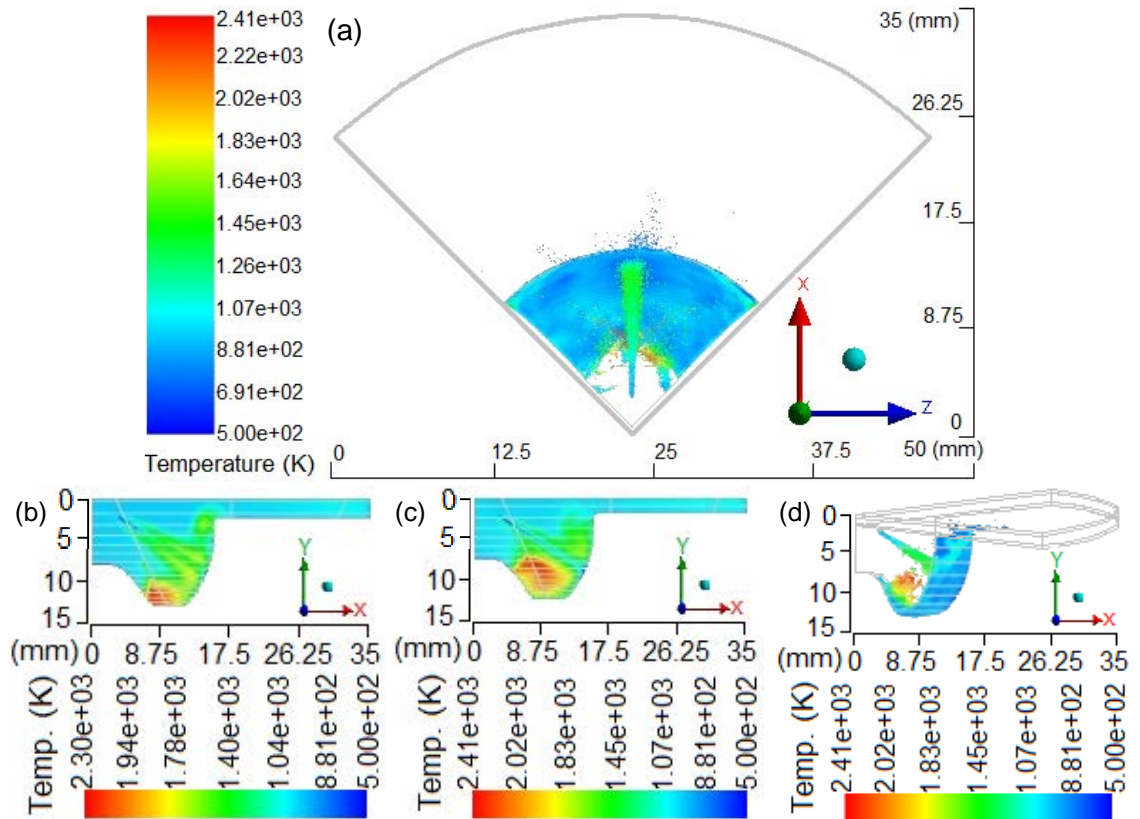 2.41e+03
2.22e+03
2.02e+03
1.83e+03
1.64e+03
1.45e+03
1.26e+03
1.07e+03
8.81e+02
6.91e+02
5.00e+02
Temperature (K)
(a)
35 (mm)
26.25
17.5
8.75
0
X
Z
0
12.5
25
37.5
50 (mm)
(b)
0
5
10
15
(mm)
0
8.75
17.5
26.25
35
Y
X
Temp. (K)
2.30e+03
1.94e+03
1.78e+03
1.40e+03
1.04e+03
8.81e+02
5.00e+02
(c)
0
5
10
15
(mm)
0
8.75
17.5
26.25
35
Y
X
Temp. (K)
2.41e+03
2.02e+03
1.83e+03
1.45e+03
1.07e+03
8.81e+02
5.00e+02
(d)
0
5
10
15
(mm)
0
8.75
17.5
26.25
35
Y
X
Temp. (K)
2.41e+03
2.02e+03
1.83e+03
1.45e+03
1.07e+03
8.81e+02
5.00e+02